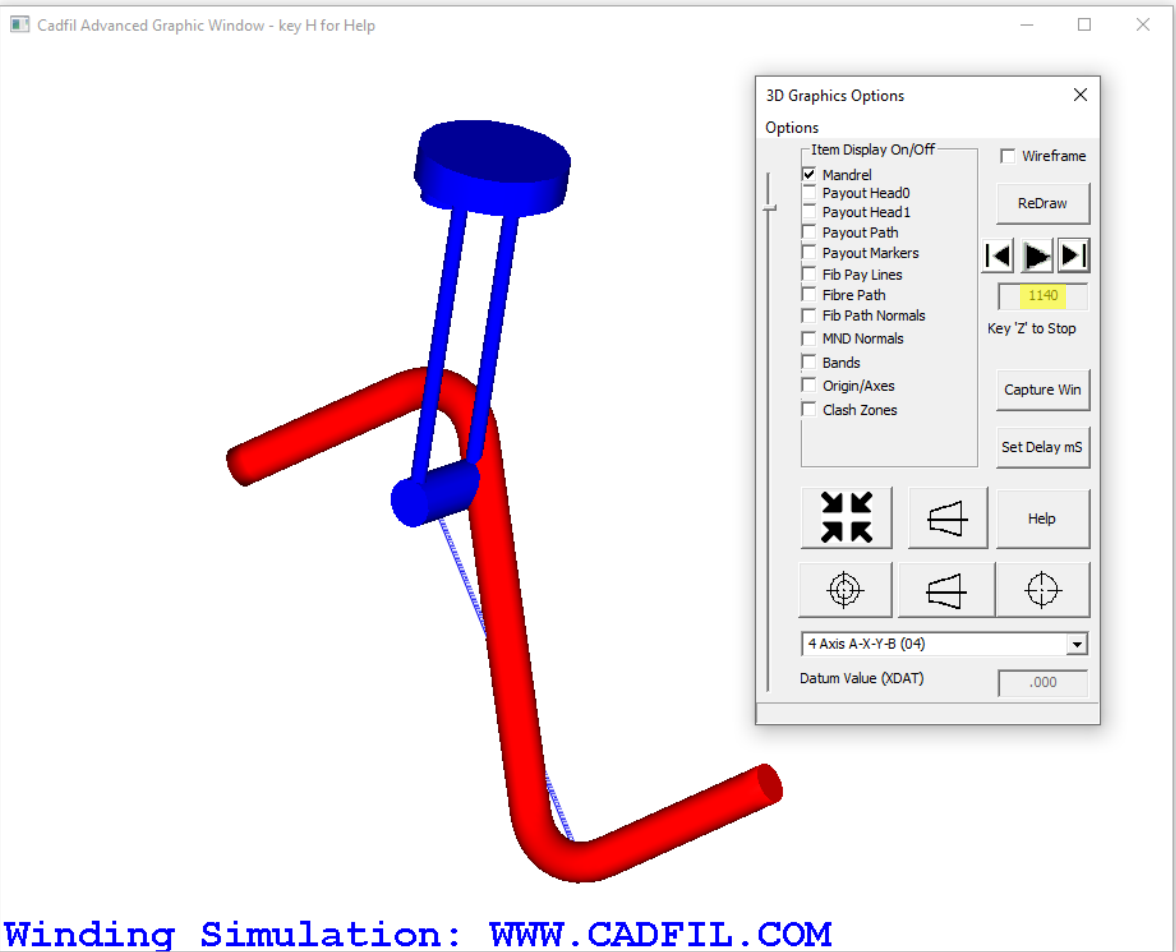 Cadfil Advanced Graphic Window - key H for Help
3D Graphics Options
Options
Item Display On/Off
Wireframe
Mandrel
Payout Head0
Payout Head1
ReDraw
Payout Path
Payout Markers
Fib Pay Lines
Fibre Path
1140
Fib Path Normals
Key 'Z' to Stop
MND Normals
Bands
Origin/Axes
Capture Win
Clash Zones
Set Delay mS
Help
4 Axis A-X-Y-B (04)
Datum Value (XDAT)
.000
Winding Simulation: WWW.CADFIL.COM